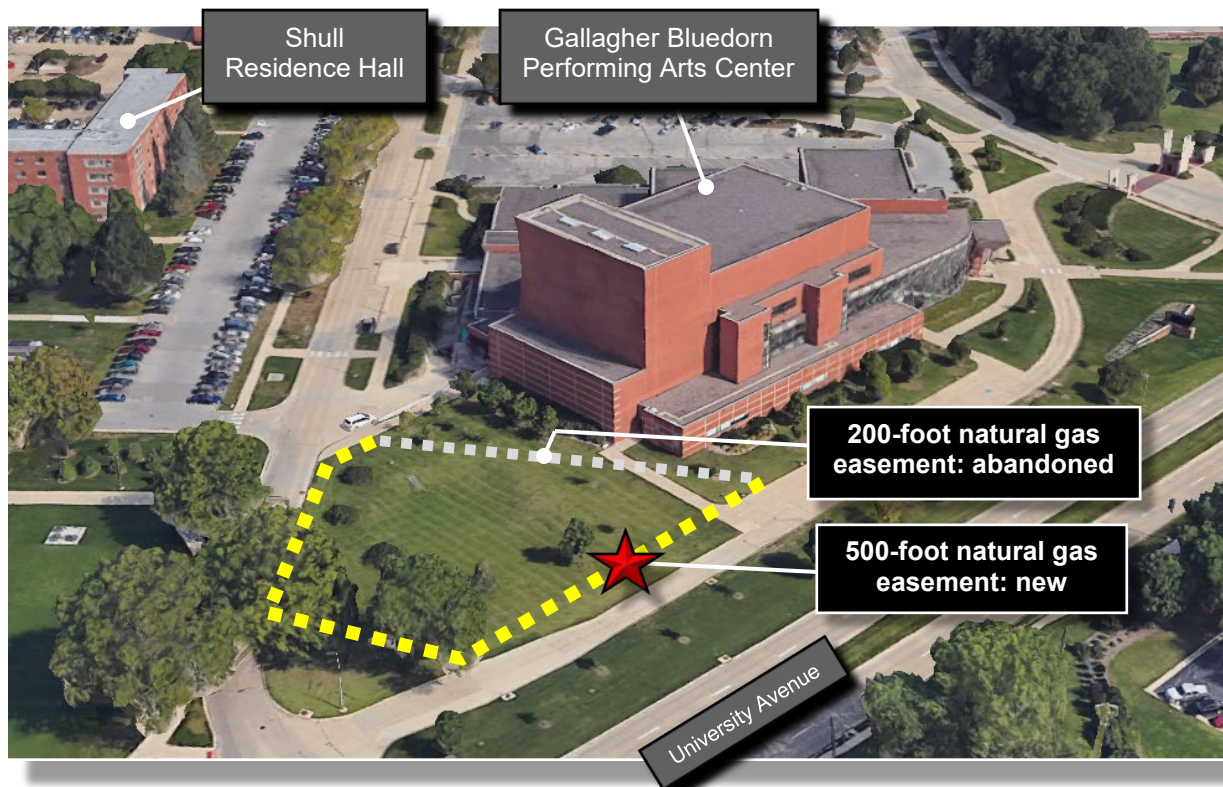 Shull
Residence Hall
Gallagher Bluedorn
Performing Arts Center
200-foot natural gas
easement: abandoned
500-foot natural gas
easement: new
University Avenue